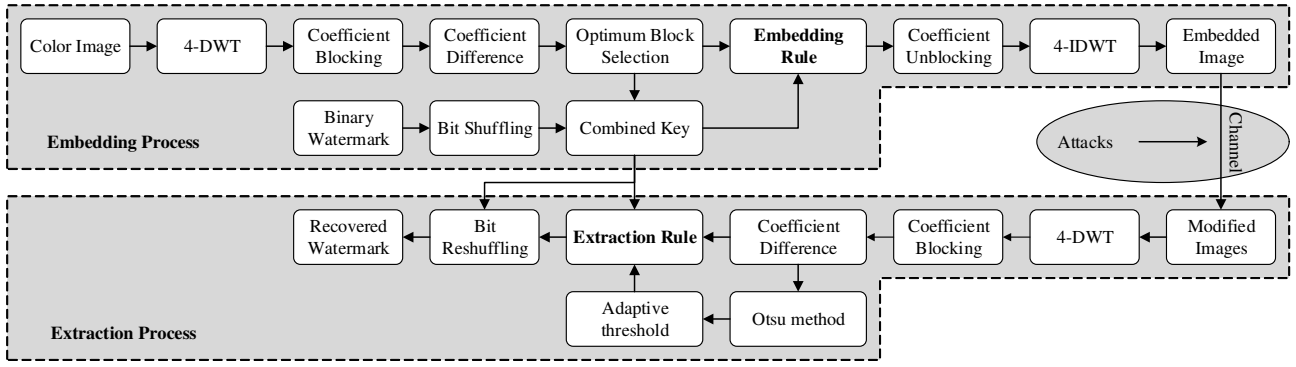 Color Image
4-DWT
Coefficient
Blocking
Coefficient
Difference
Optimum Block
Selection
Embedding
Rule
Coefficient
Unblocking
4-IDWT
Embedded
Image
Binary
Watermark
Bit Shuffling
Combined Key
Embedding Process
Attacks
Channel
Recovered
Watermark
Bit
Reshuffling
Extraction Rule
Coefficient
Difference
Coefficient
Blocking
4-DWT
Modified
Images
Adaptive
threshold
Otsu method
Extraction Process